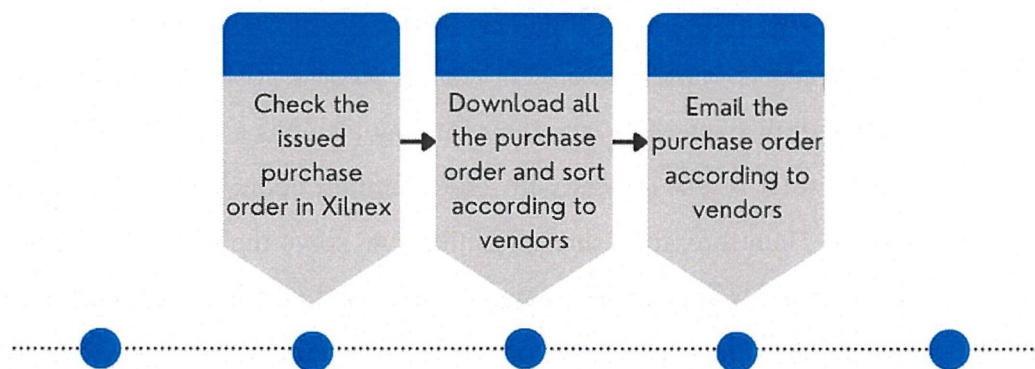 Check the
issued
purchase
order in Xilnex
Download all
the purchase
order and sort
according to
vendors
Email the
purchase order
according to
vendors